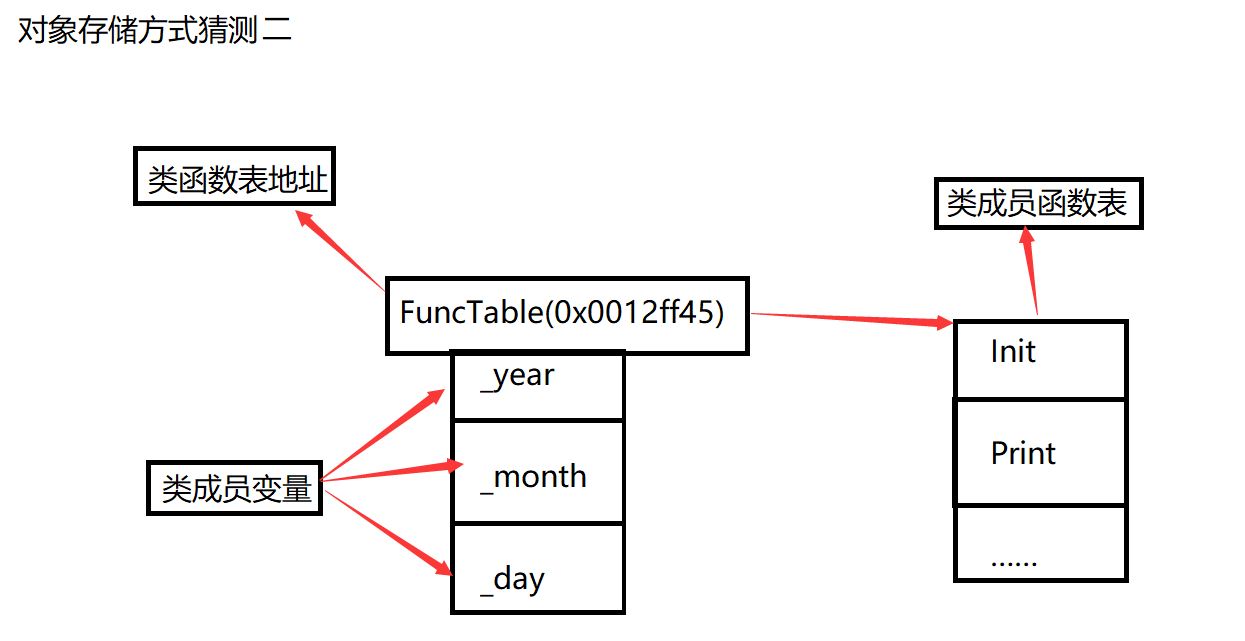 对象存储方式猜测二
类函数表地址
类成员函数表
FuncTable(0x0012ff45)
Init
_year
Print
_month
类成员变量
……
_day